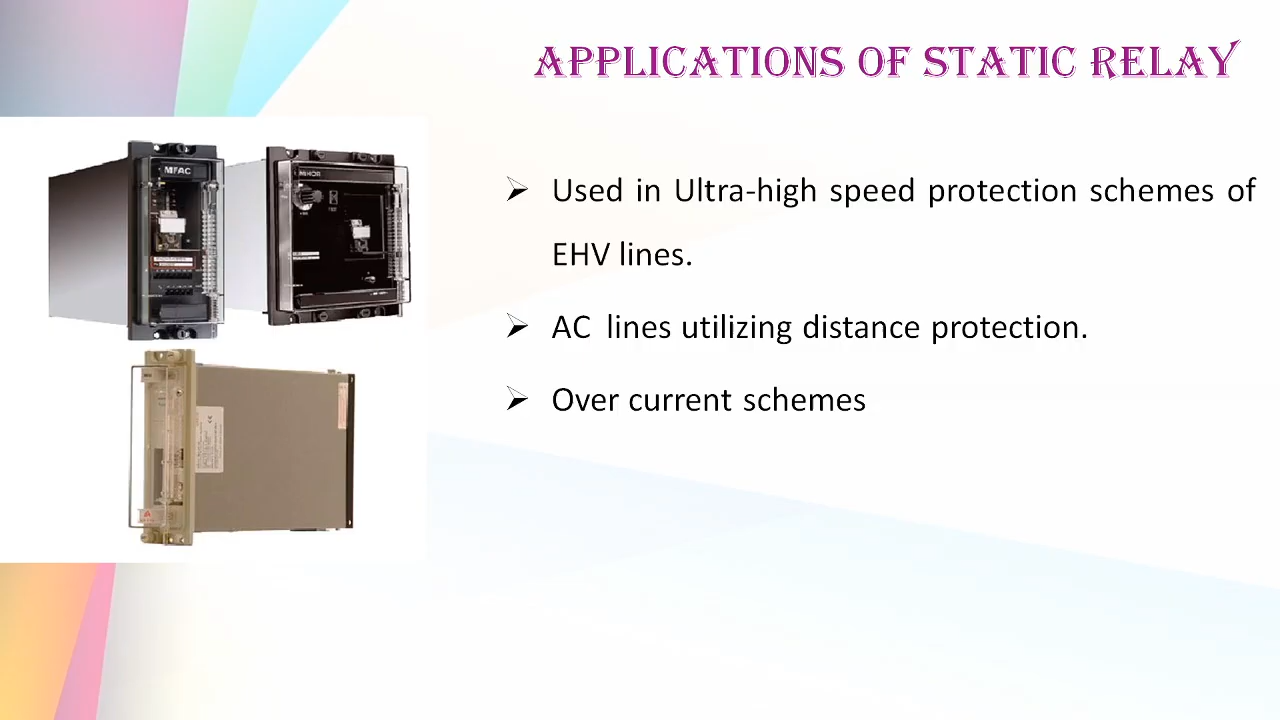 APPLICATIONS OF STATIC RELAY
MFAC
➢ Used in Ultra-high speed protection schemes of
EHV lines.
➢ AC lines utilizing distance protection.
➢ Over current schemes